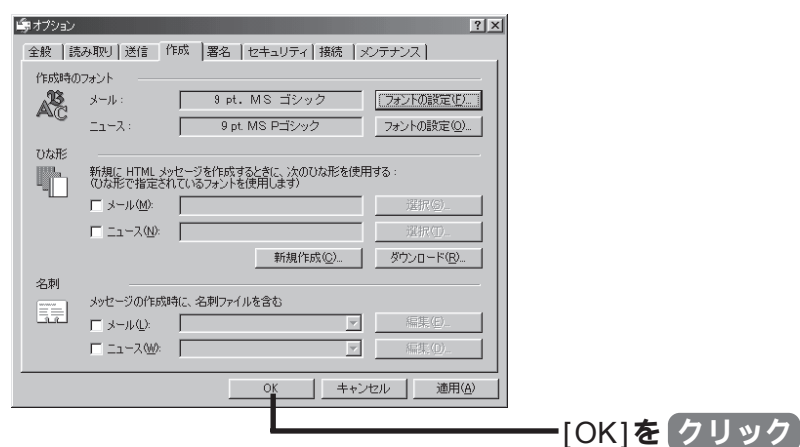 オプション
全般 読み取り 送信 作成 署名 セキュリティ 接続 メンテナンス
作成時のフォント
メール : 9 pt. MS ゴシック フォントの設定(F)...
ニュース : 9 pt. MS Pゴシック フォントの設定(O)...
ひな形
新規に HTML メッセージを作成するときに、次のひな形を使用する :
(ひな形で指定されているフォントを使用します)
メール(M): 選択(S)...
ニュース(N): 選択(T)...
新規作成(C)... ダウンロード(R)...
名刺
メッセージの作成時に、名刺ファイルを含む
メール(L): 編集(E)...
ニュース(W): 編集(D)...
OK キャンセル 適用(A)
[OK]を クリック